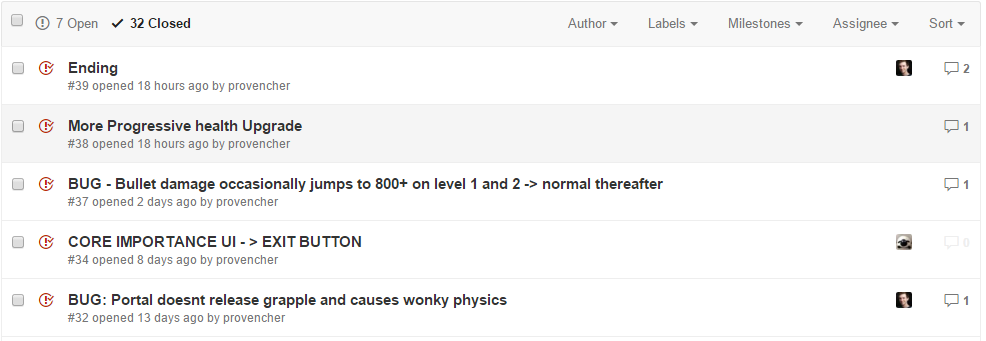 7 Open 32 Closed Author Labels Milestones Assignee Sort
Ending 2
#39 opened 18 hours ago by provencher
More Progressive health Upgrade 1
#38 opened 18 hours ago by provencher
BUG - Bullet damage occasionally jumps to 800+ on level 1 and 2 -> normal thereafter 1
#37 opened 2 days ago by provencher
CORE IMPORTANCE UI - > EXIT BUTTON 0
#34 opened 8 days ago by provencher
BUG: Portal doesnt release grapple and causes wonky physics 1
#32 opened 13 days ago by provencher